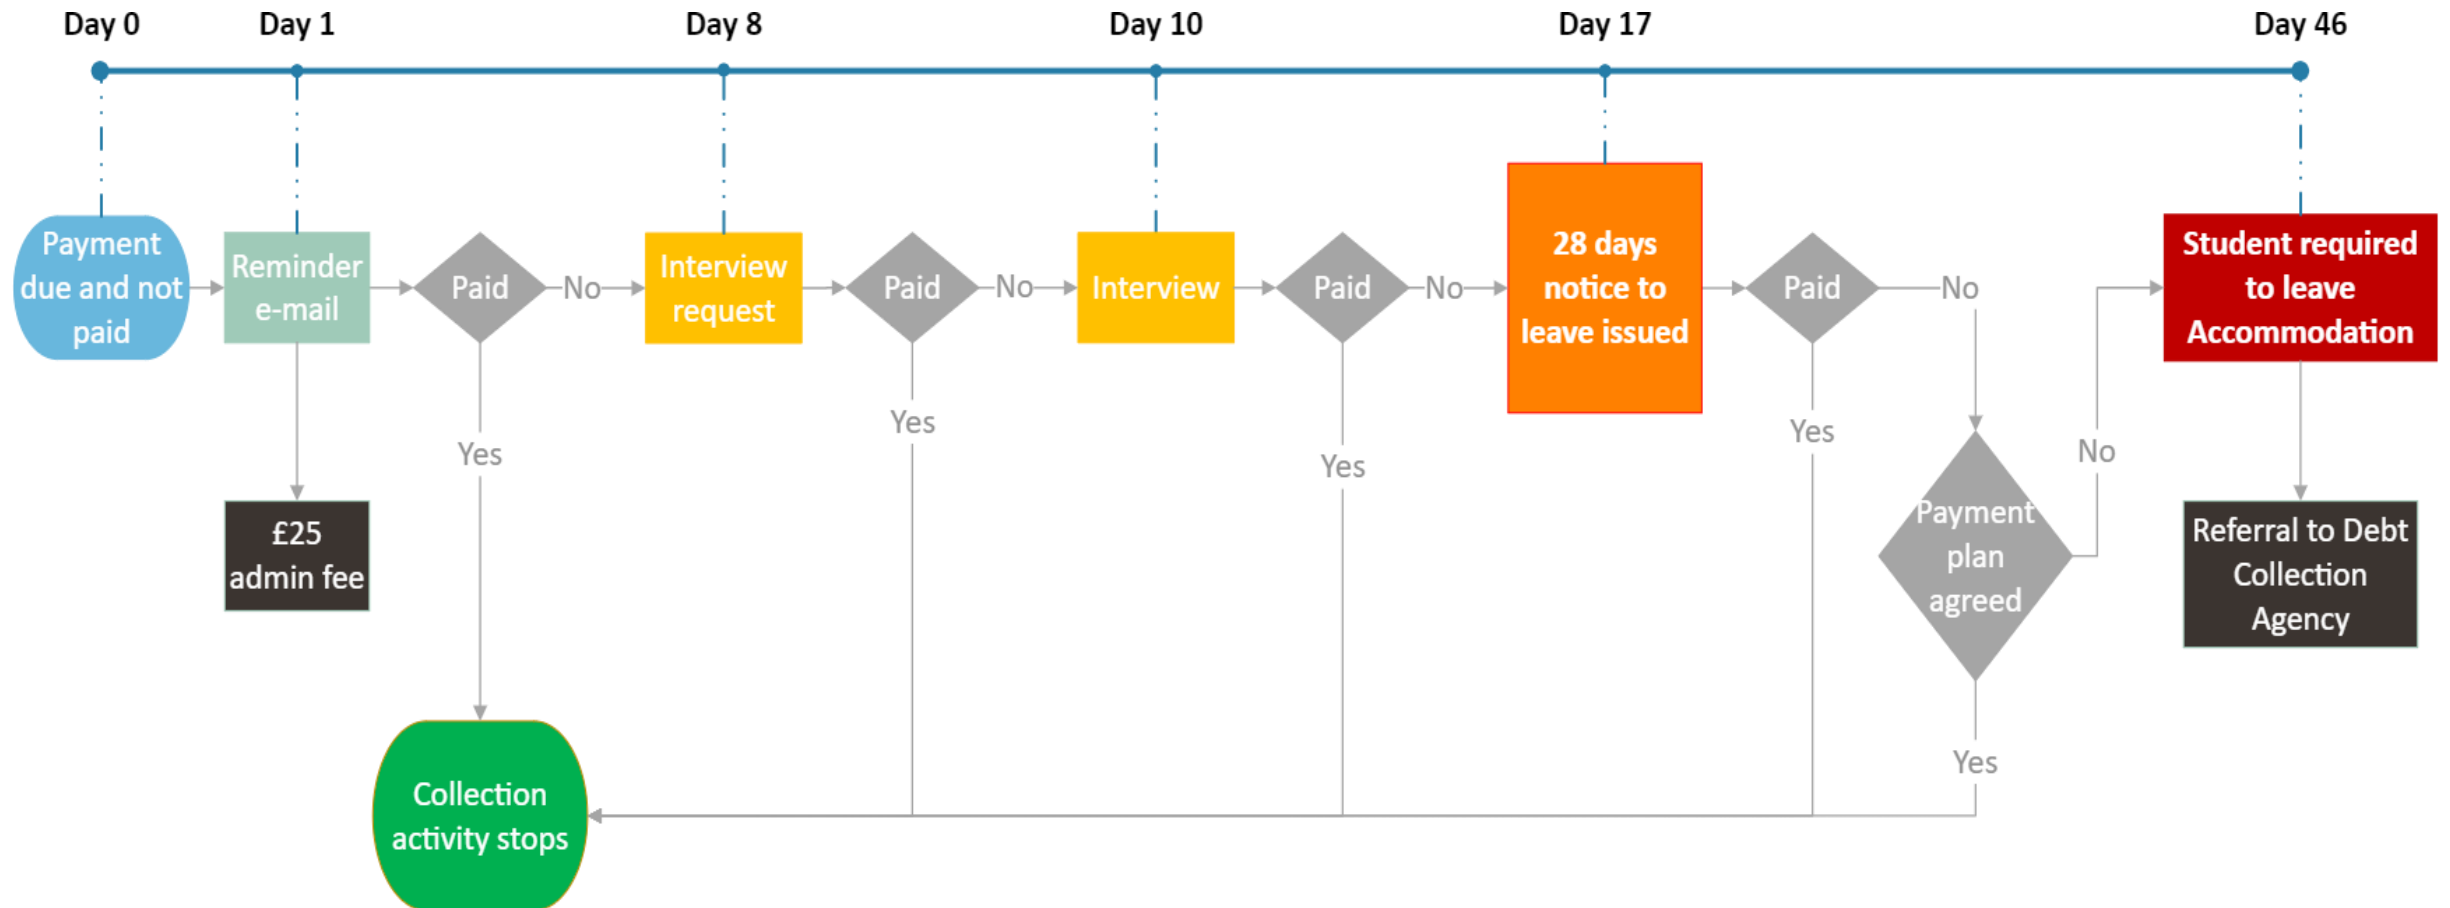 Day 0
Day 1
Day 8
Day 10
Day 17
Day 46
Payment
due and not
paid
Reminder
e-mail
Paid
No
Interview
request
Paid
No
Interview
Paid
No
28 days
notice to
leave issued
Paid
No
Student required
to leave
Accommodation
Yes
Yes
Yes
Yes
No
£25
admin fee
Payment
plan
agreed
Referral to Debt
Collection
Agency
Yes
Collection
activity stops